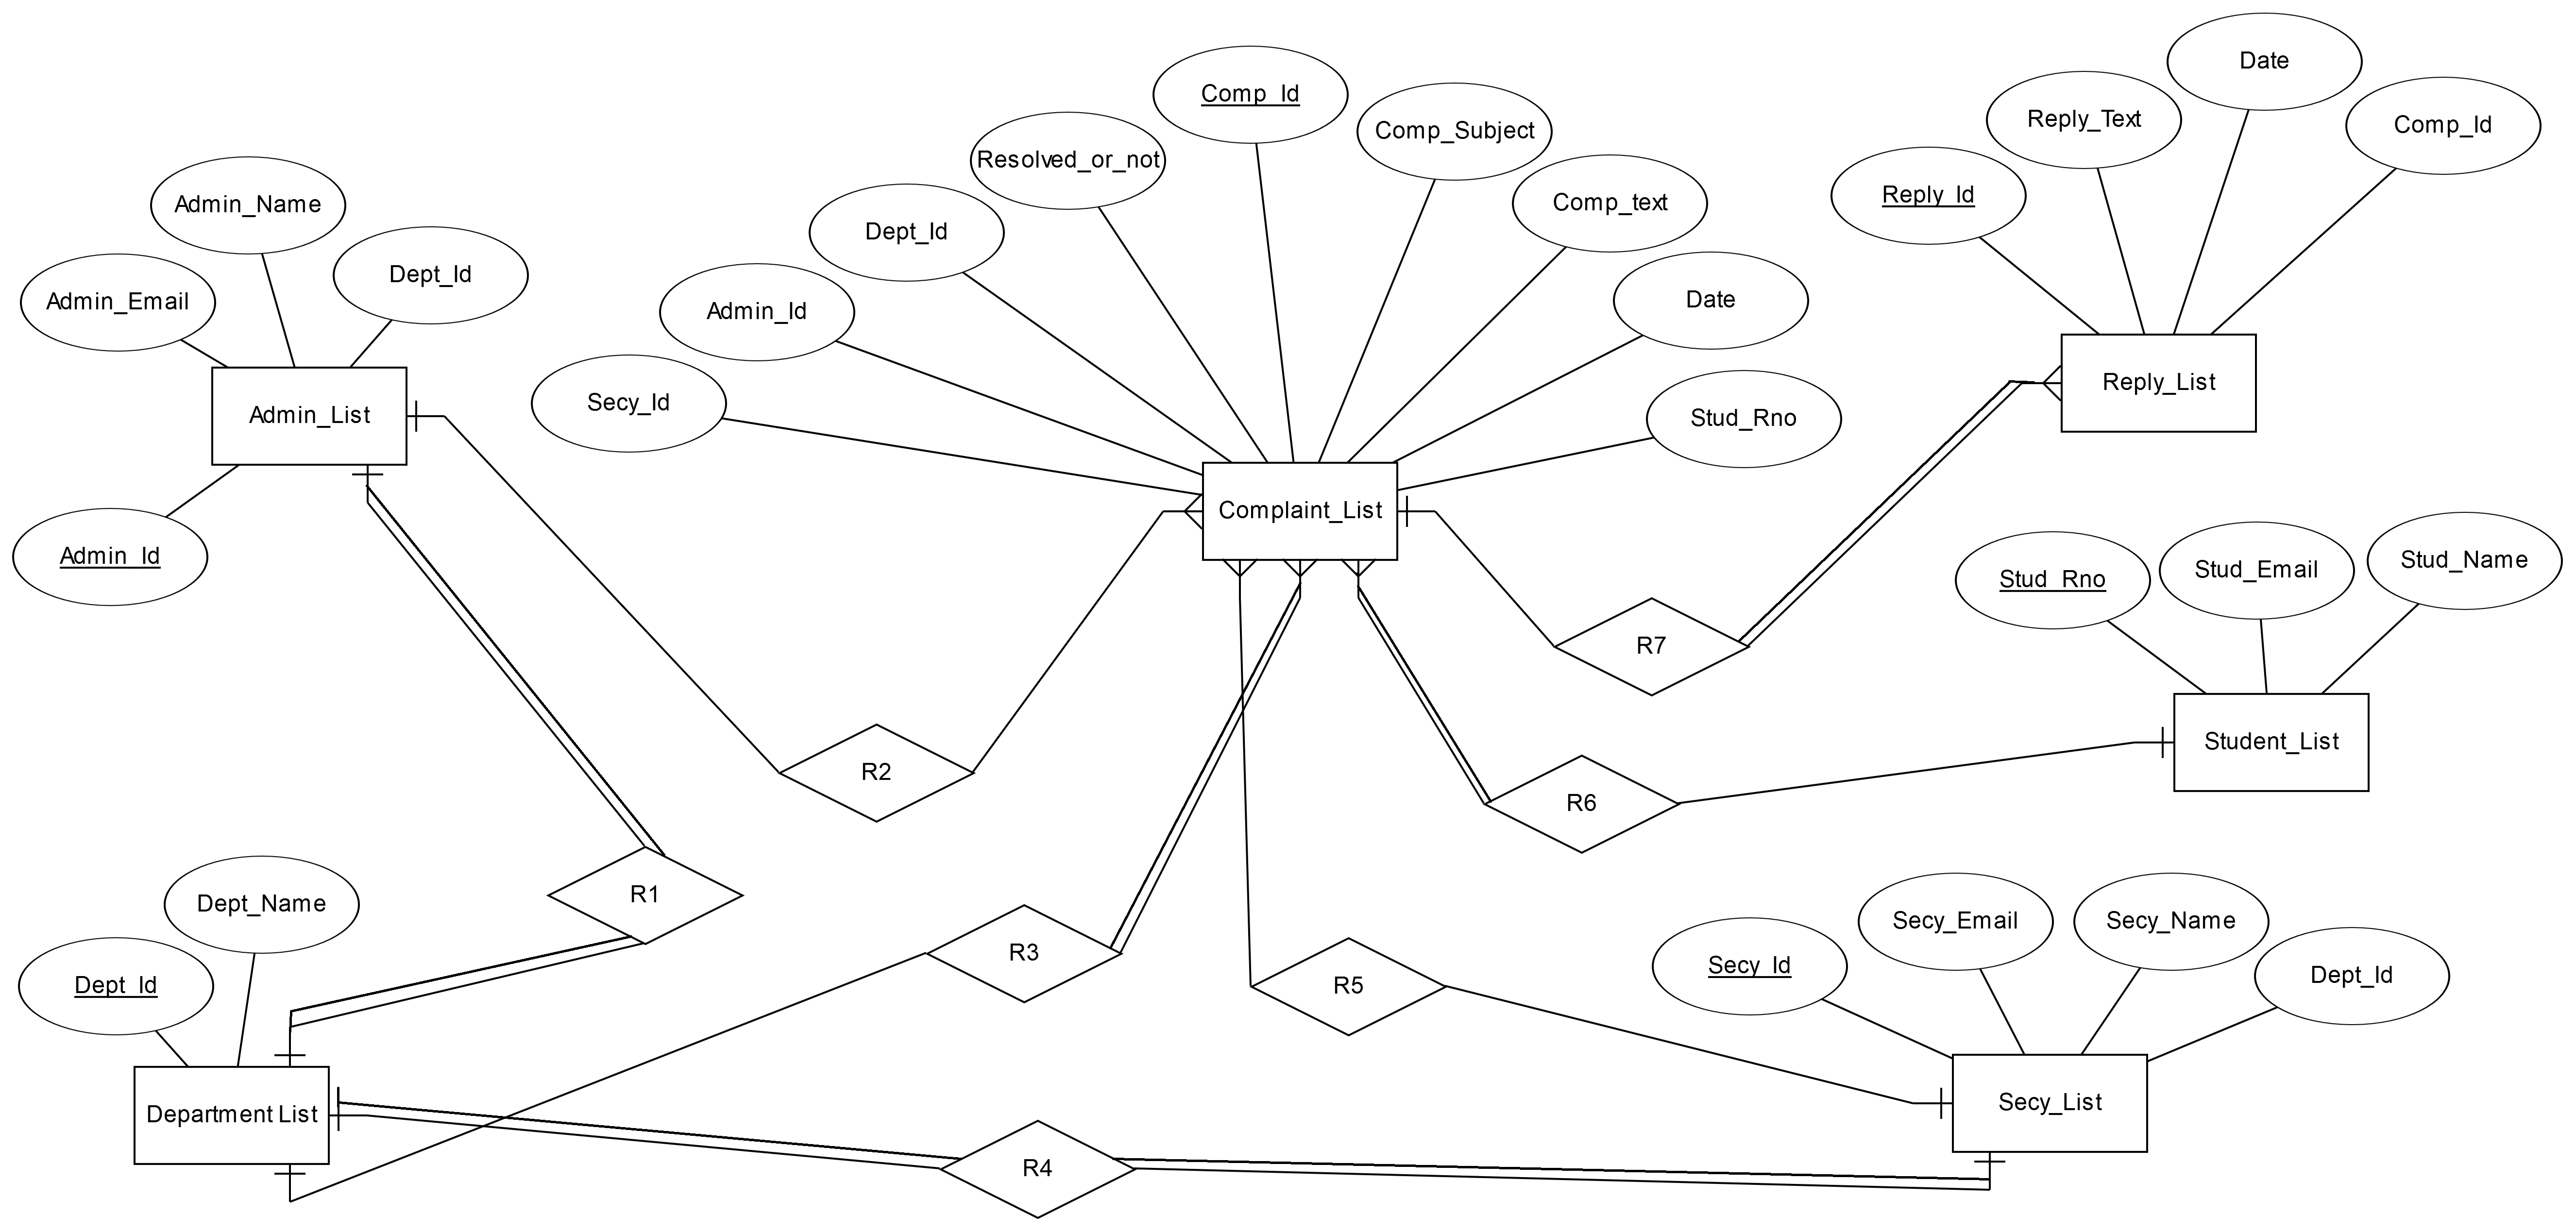 Date
Comp_Id
Reply_Text
Comp_Id
Comp_Subject
Resolved_or_not
Reply_Id
Admin_Name
Comp_text
Dept_Id
Dept_Id
Admin_Email
Date
Admin_Id
Reply_List
Secy_Id
Admin_List
Stud_Rno
Complaint_List
Admin_Id
Stud_Rno
Stud_Email
Stud_Name
R7
Student_List
R2
R6
R1
Dept_Name
Secy_Email
Secy_Name
R3
Secy_Id
Dept_Id
Dept_Id
R5
Department List
Secy_List
R4